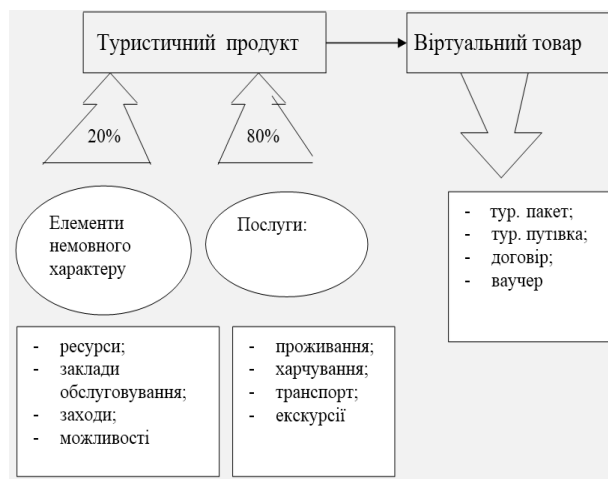 Туристичний продукт
Віртуальний товар
20%
80%
Елементи
немовного
характеру
Послуги:
- тур. пакет;
- тур. путівка;
- договір;
- ваучер
- ресурси;
- заклади
обслуговування;
- заходи;
- можливості
- проживання;
- харчування;
- транспорт;
- екскурсії